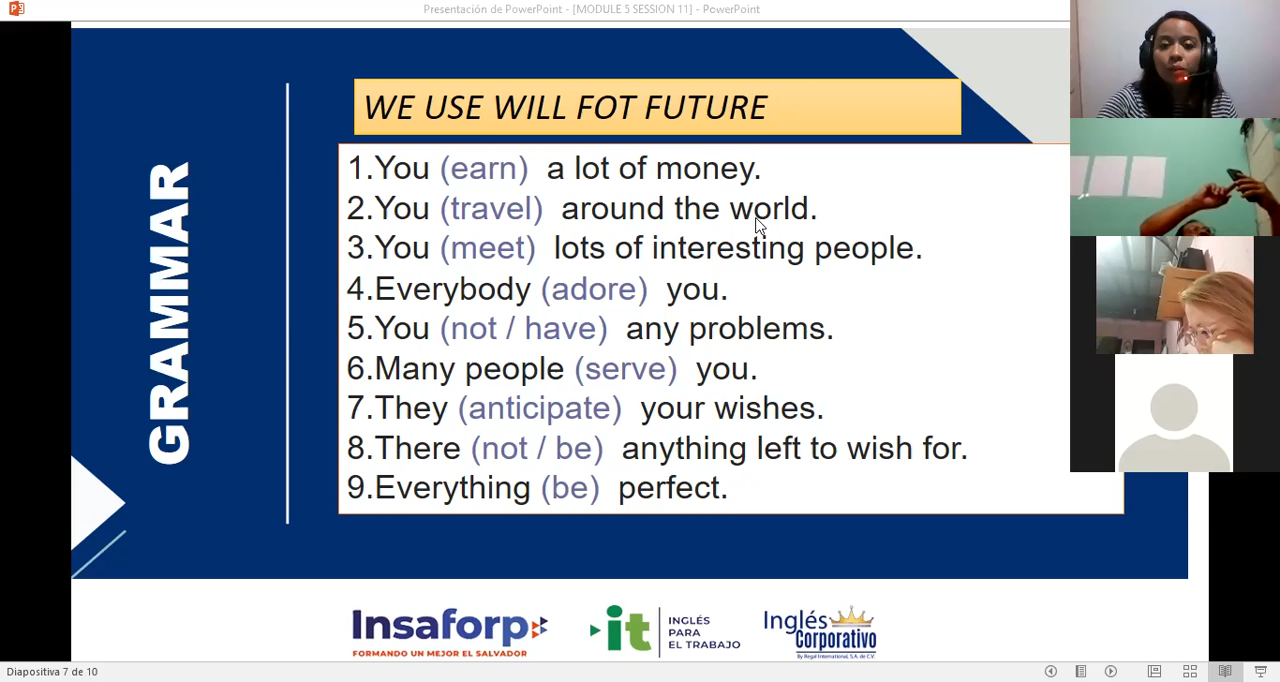 Presentación de PowerPoint - [MODULE 5 SESSION 11] - PowerPoint
GRAMMAR
WE USE WILL FOT FUTURE
1.You (earn) a lot of money.
2.You (travel) around the world.
3.You (meet) lots of interesting people.
4.Everybody (adore) you.
5.You (not / have) any problems.
6.Many people (serve) you.
7.They (anticipate) your wishes.
8.There (not / be) anything left to wish for.
9.Everything (be) perfect.
Insaforp
FORMANDO UN MEJOR EL SALVADOR
it
INGLÉS
PARA
EL TRABAJO
Inglés
Corporativo
By Regal International, S.A. de C.V.
Diapositiva 7 de 10